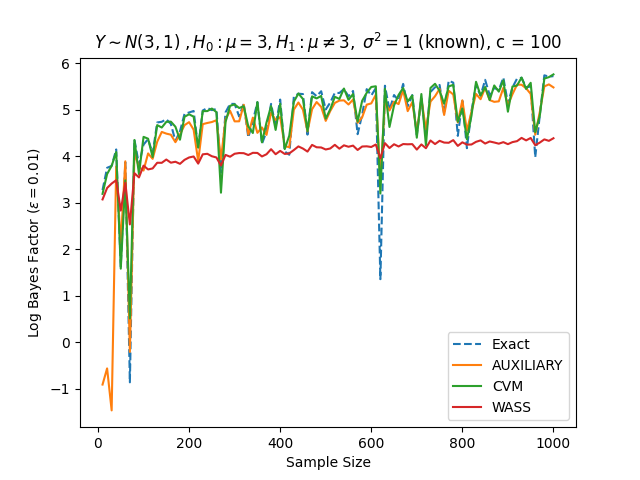 Y ~ N(3, 1) , H₀ : μ = 3, H₁ : μ ≠ 3, σ² = 1 (known), c = 100
6
5
4
3
2
1
0
−1
Log Bayes Factor (ε = 0.01)
0
200
400
600
800
1000
Sample Size
Exact
AUXILIARY
CVM
WASS